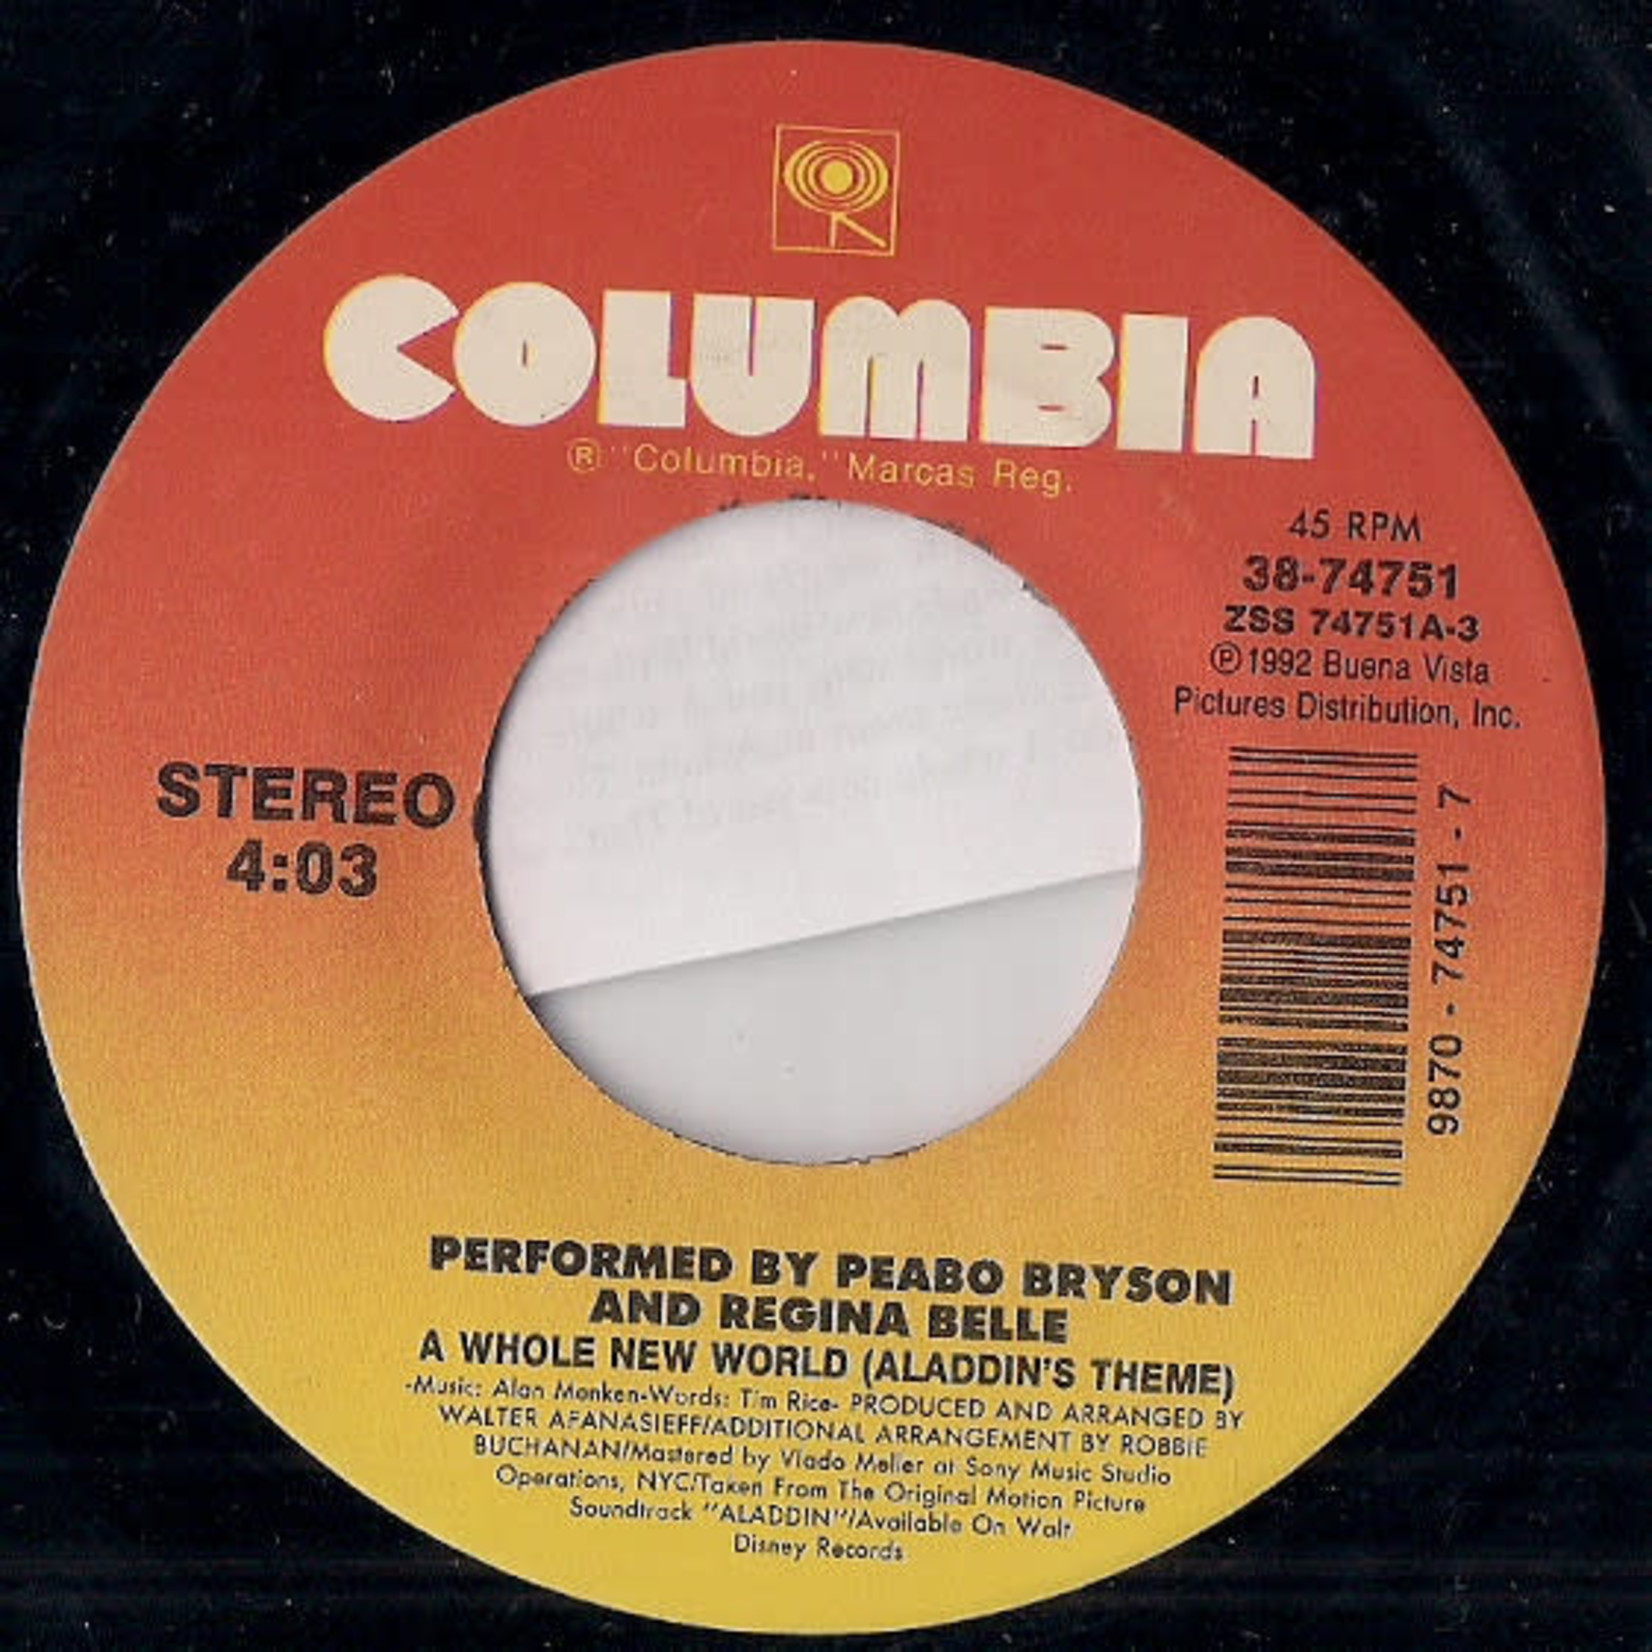 COLUMBIA
® "Columbia," Marcas Reg.
45 RPM
38-74751
ZSS 74751A-3
Ⓟ1992 Buena Vista
Pictures Distribution, Inc.
STEREO
4:03
9870 - 74751 - 7
PERFORMED BY PEABO BRYSON
AND REGINA BELLE
A WHOLE NEW WORLD (ALADDIN'S THEME)
-Music: Alan Menken-Words: Tim Rice- PRODUCED AND ARRANGED BY
WALTER AFANASIEFF/ADDITIONAL ARRANGEMENT BY ROBBIE
BUCHANAN/Mastered by Vlado Meller at Sony Music Studio
Operations, NYC/Taken From The Original Motion Picture
Soundtrack "ALADDIN"/Available On Walt
Disney Records